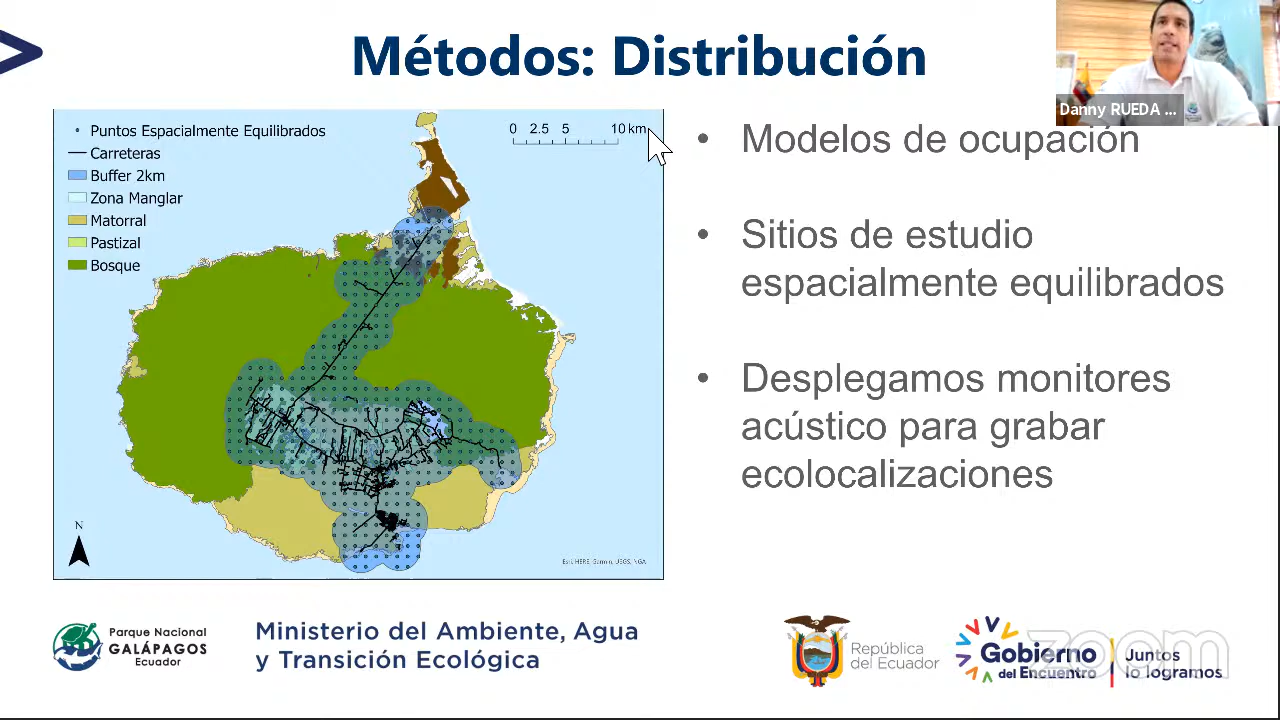 Métodos: Distribución
Danny RUEDA ...
Puntos Espacialmente Equilibrados
Carreteras
Buffer 2km
Zona Manglar
Matorral
Pastizal
Bosque
0 2.5 5 10 km
N
Esri, HERE, Garmin, USGS, NGA
• Modelos de ocupación
• Sitios de estudio
espacialmente equilibrados
• Desplegamos monitores
acústico para grabar
ecolocalizaciones
Parque Nacional
GALÁPAGOS
Ecuador
Ministerio del Ambiente, Agua
y Transición Ecológica
República
del Ecuador
Gobierno
del Encuentro
Juntos
lo logramos
zoom